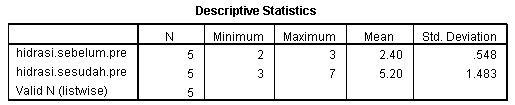 Descriptive Statistics
N Minimum Maximum Mean Std. Deviation
hidrasi.sebelum.pre 5 2 3 2.40 .548
hidrasi.sesudah.pre 5 3 7 5.20 1.483
Valid N (listwise) 5